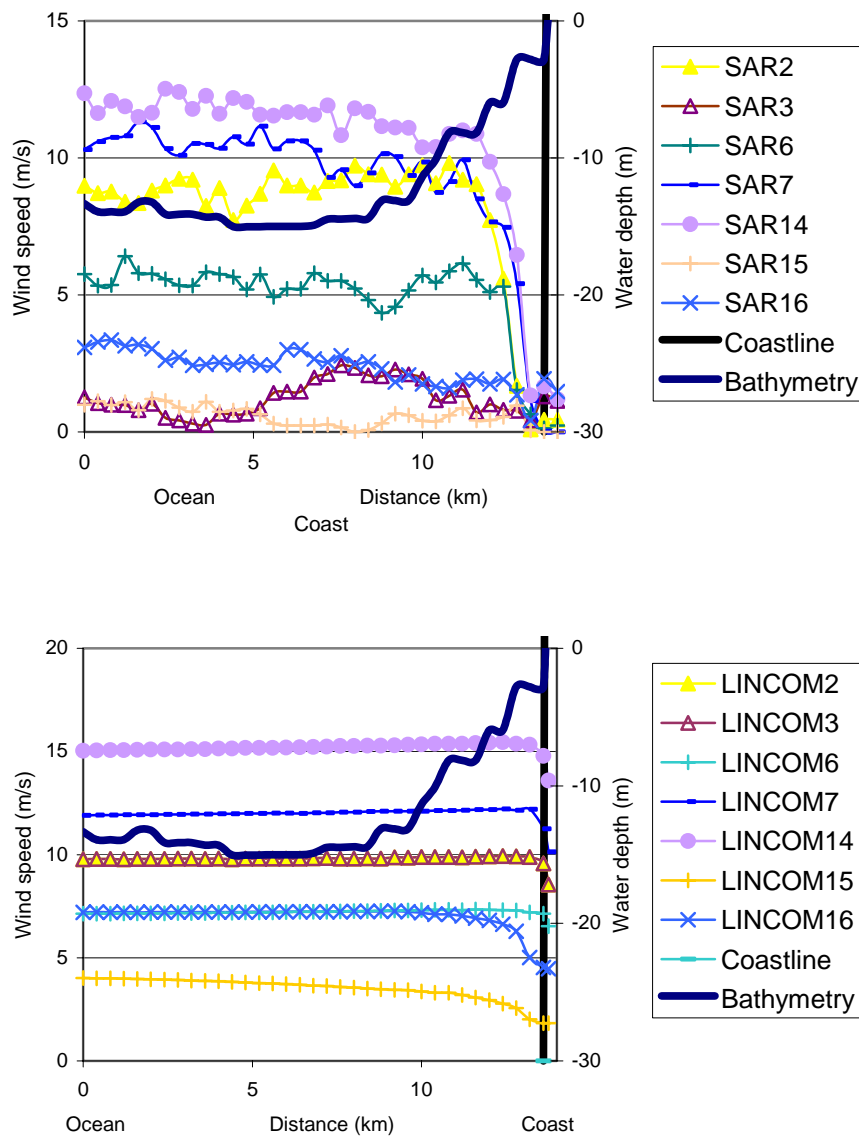 15
10
5
0
Wind speed (m/s)
0
-10
-20
-30
Water depth (m)
0
5
10
Ocean
Distance (km)
Coast
SAR2
SAR3
SAR6
SAR7
SAR14
SAR15
SAR16
Coastline
Bathymetry
20
15
10
5
0
Wind speed (m/s)
0
-10
-20
-30
Water depth (m)
0
5
10
Ocean
Distance (km)
Coast
LINCOM2
LINCOM3
LINCOM6
LINCOM7
LINCOM14
LINCOM15
LINCOM16
Coastline
Bathymetry